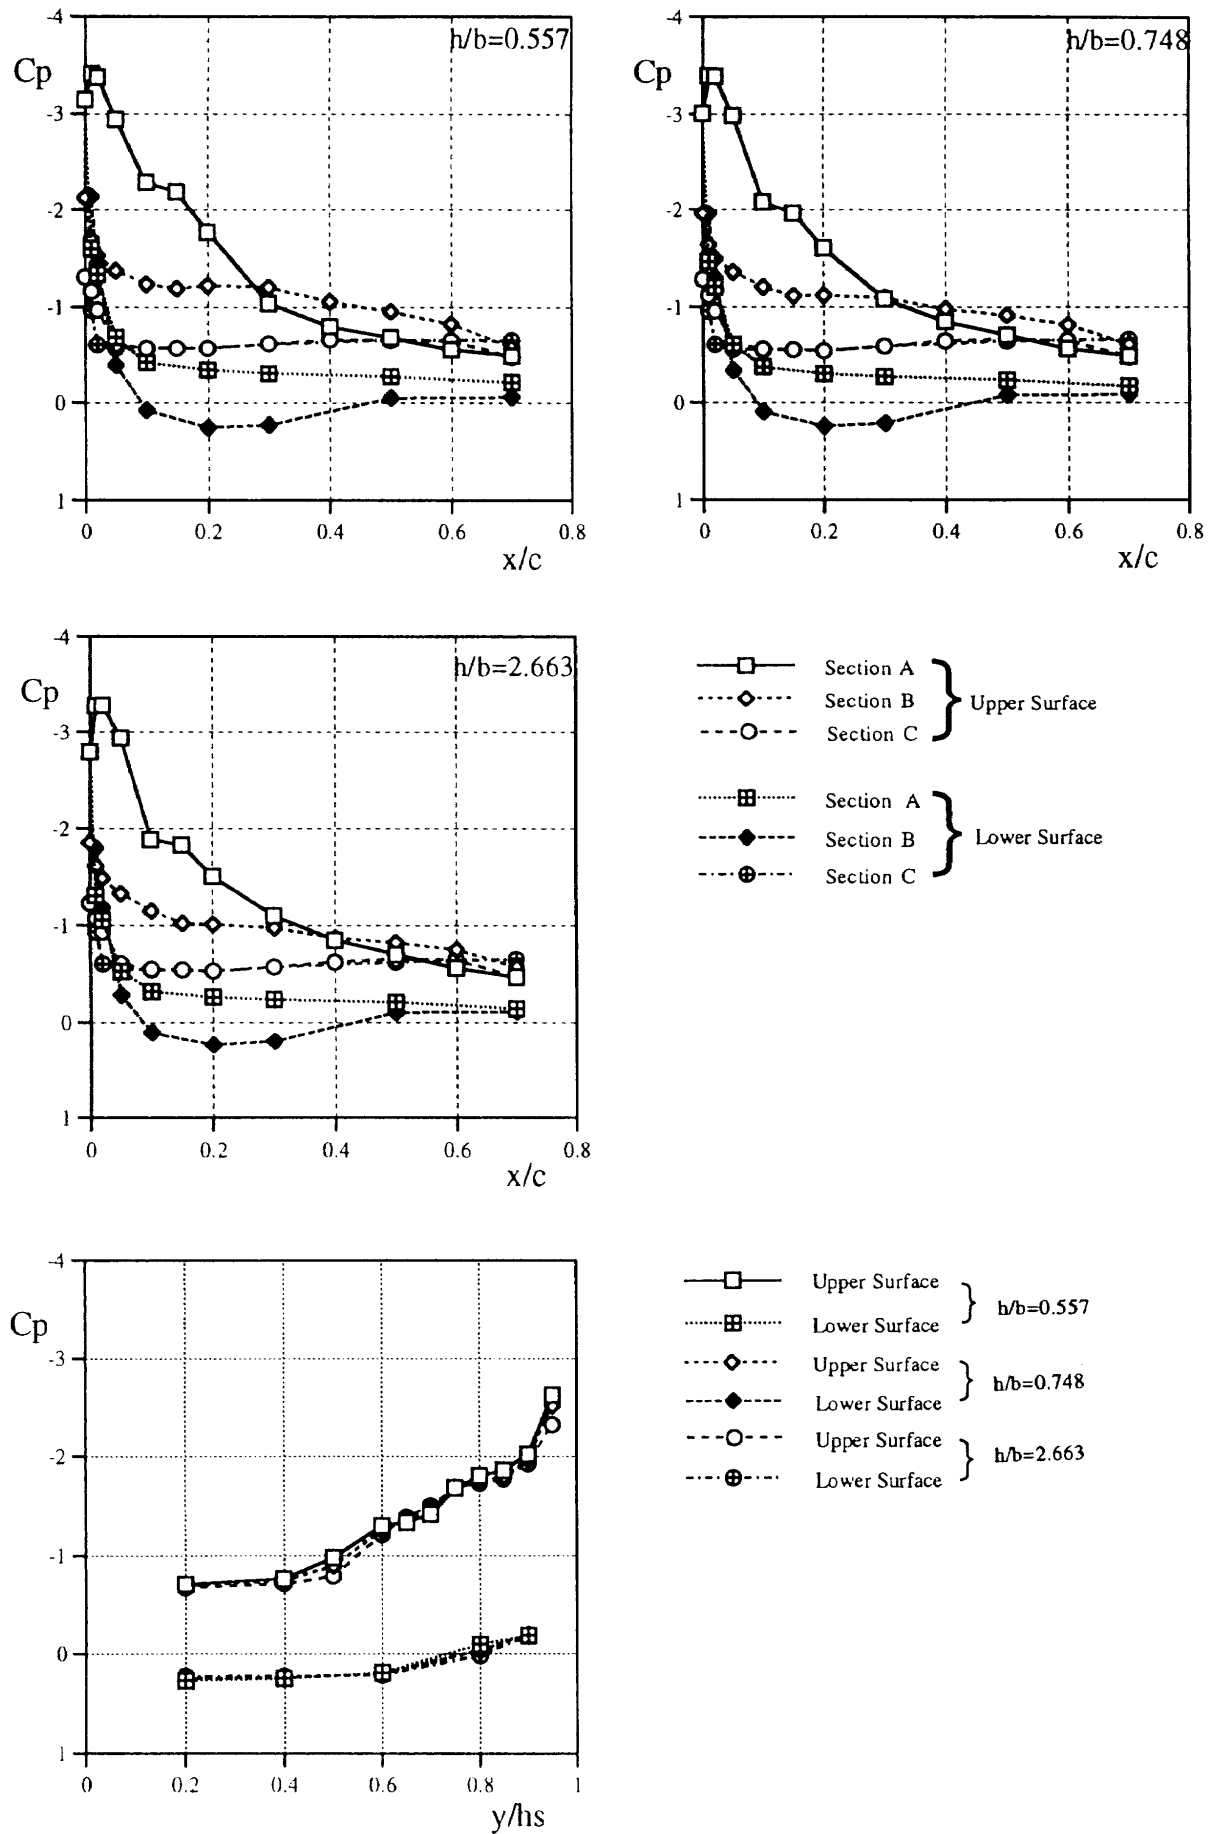 -4
h/b=0.557
Cp
-3
-2
-1
0
1
0
0.2
0.4
0.6
0.8
x/c
-4
h/b=0.748
Cp
-3
-2
-1
0
1
0
0.2
0.4
0.6
0.8
x/c
-4
h/b=2.663
Cp
-3
-2
-1
0
1
0
0.2
0.4
0.6
0.8
x/c
Section A
Section B
Section C
Upper Surface
Section A
Section B
Section C
Lower Surface
-4
Cp
-3
-2
-1
0
1
0
0.2
0.4
0.6
0.8
1
y/hs
Upper Surface
Lower Surface
h/b=0.557
Upper Surface
Lower Surface
h/b=0.748
Upper Surface
Lower Surface
h/b=2.663